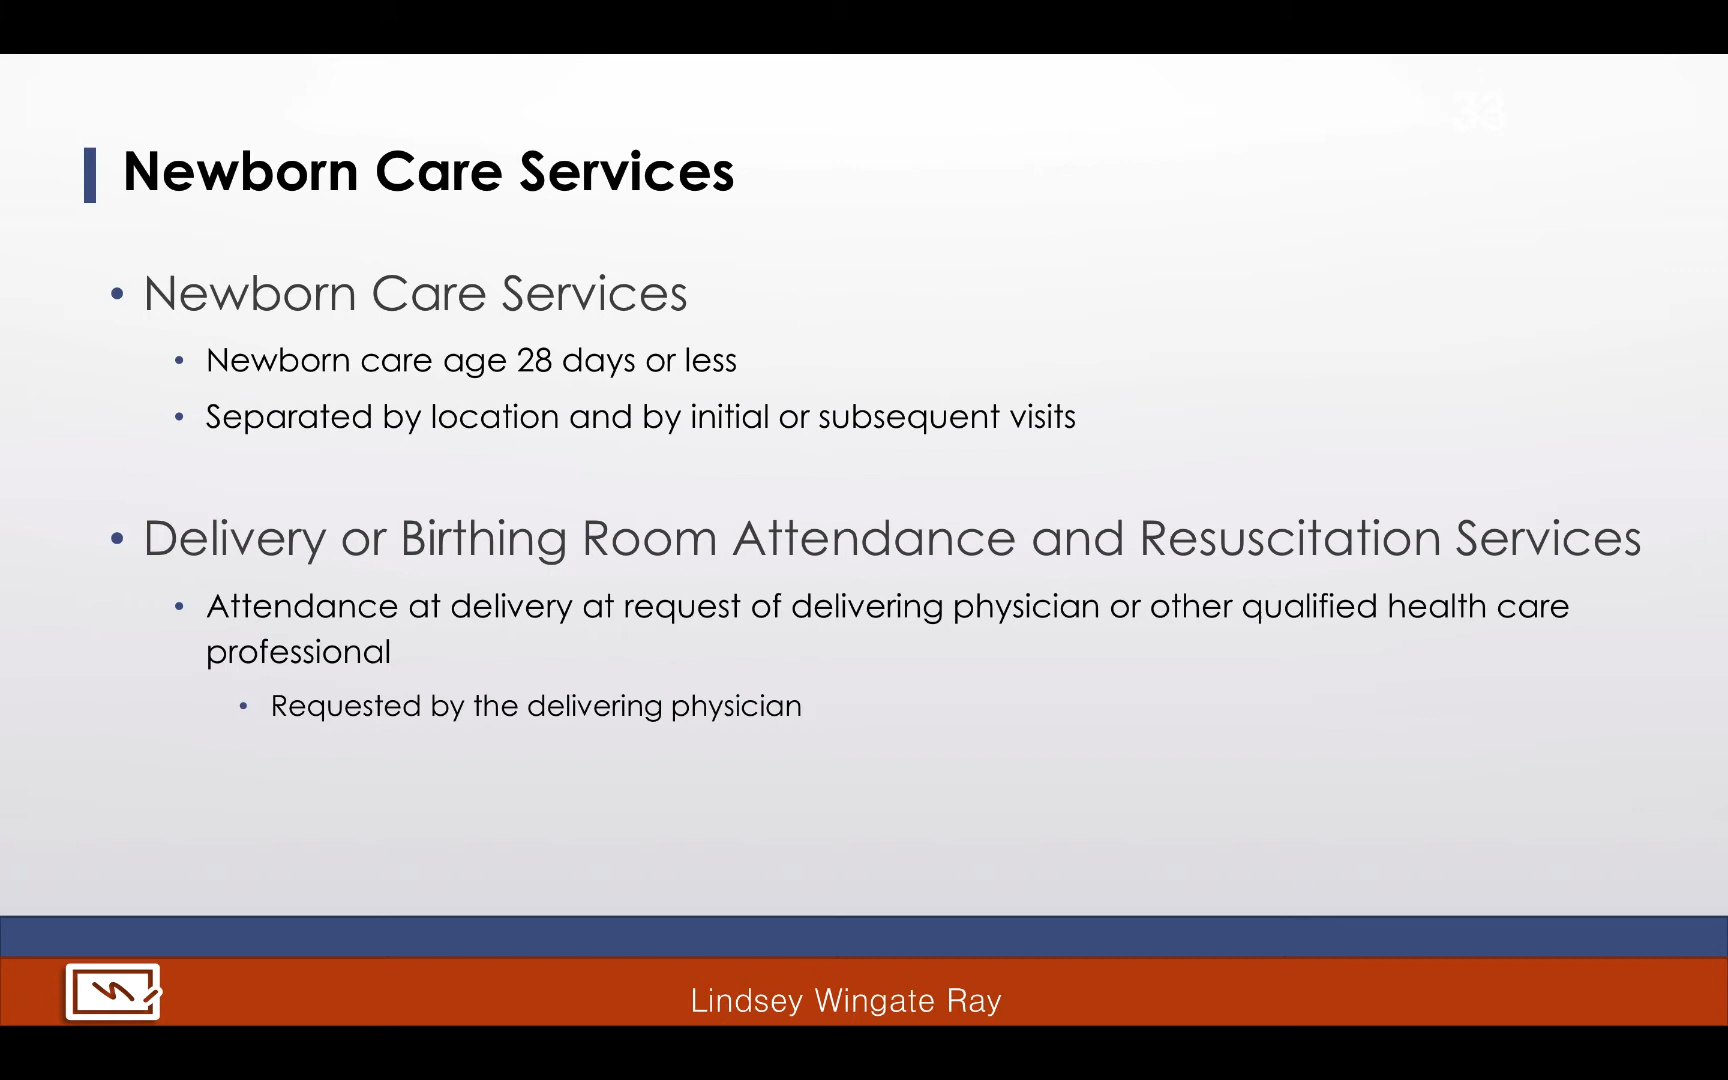 33
Newborn Care Services
• Newborn Care Services
• Newborn care age 28 days or less
• Separated by location and by initial or subsequent visits
• Delivery or Birthing Room Attendance and Resuscitation Services
• Attendance at delivery at request of delivering physician or other qualified health care
professional
• Requested by the delivering physician
Lindsey Wingate Ray